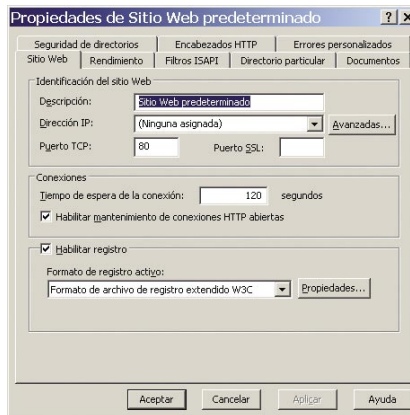 Propiedades de Sitio Web predeterminado ? x
Seguridad de directorios Encabezados HTTP Errores personalizados
Sitio Web Rendimiento Filtros ISAPI Directorio particular Documentos
Identificación del sitio Web
Descripción: Sitio Web predeterminado
Dirección IP: (Ninguna asignada) Avanzadas...
Puerto TCP: 80 Puerto SSL:
Conexiones
Tiempo de espera de la conexión: 120 segundos
Habilitar mantenimiento de conexiones HTTP abiertas
Habilitar registro
Formato de registro activo:
Formato de archivo de registro extendido W3C Propiedades...
Aceptar Cancelar Aplicar Ayuda